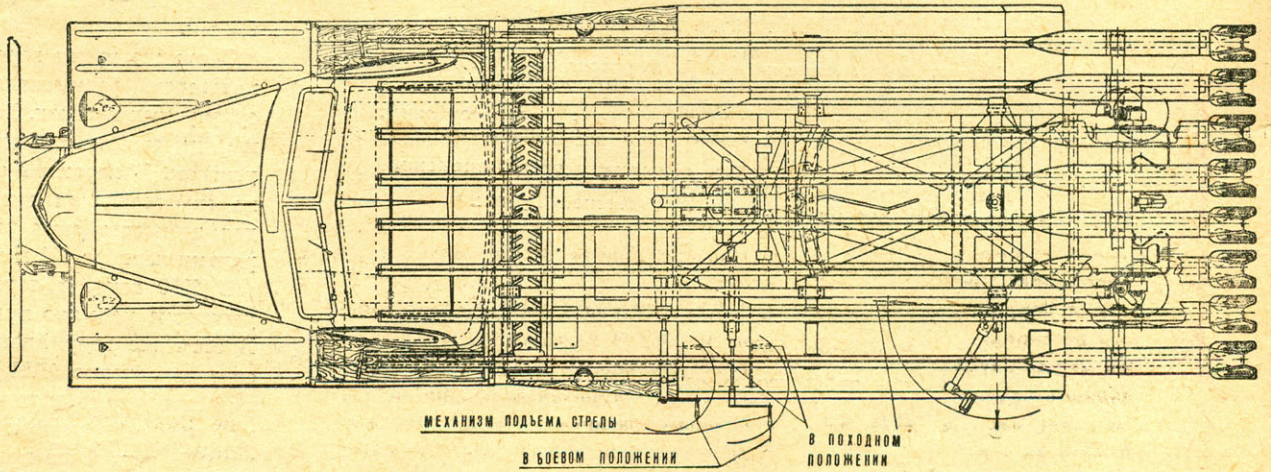 МЕХАНИЗМ ПОДЪЕМА СТРЕЛЫ
В БОЕВОМ ПОЛОЖЕНИИ
В ПОХОДНОМ
ПОЛОЖЕНИИ